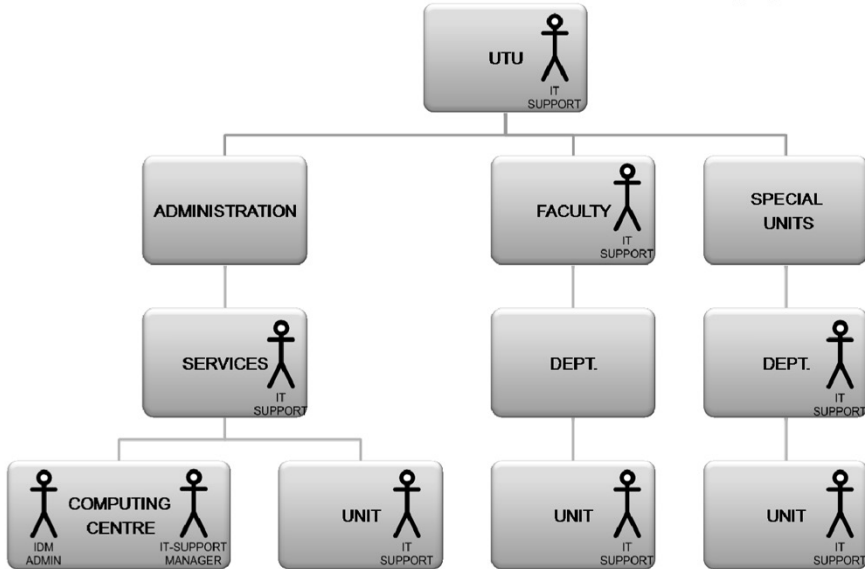 UTU
IT
SUPPORT
ADMINISTRATION
FACULTY
IT
SUPPORT
SPECIAL
UNITS
SERVICES
IT
SUPPORT
DEPT.
DEPT.
IT
SUPPORT
IDM
ADMIN
COMPUTING
CENTRE
IT-SUPPORT
MANAGER
UNIT
IT
SUPPORT
UNIT
IT
SUPPORT
UNIT
IT
SUPPORT